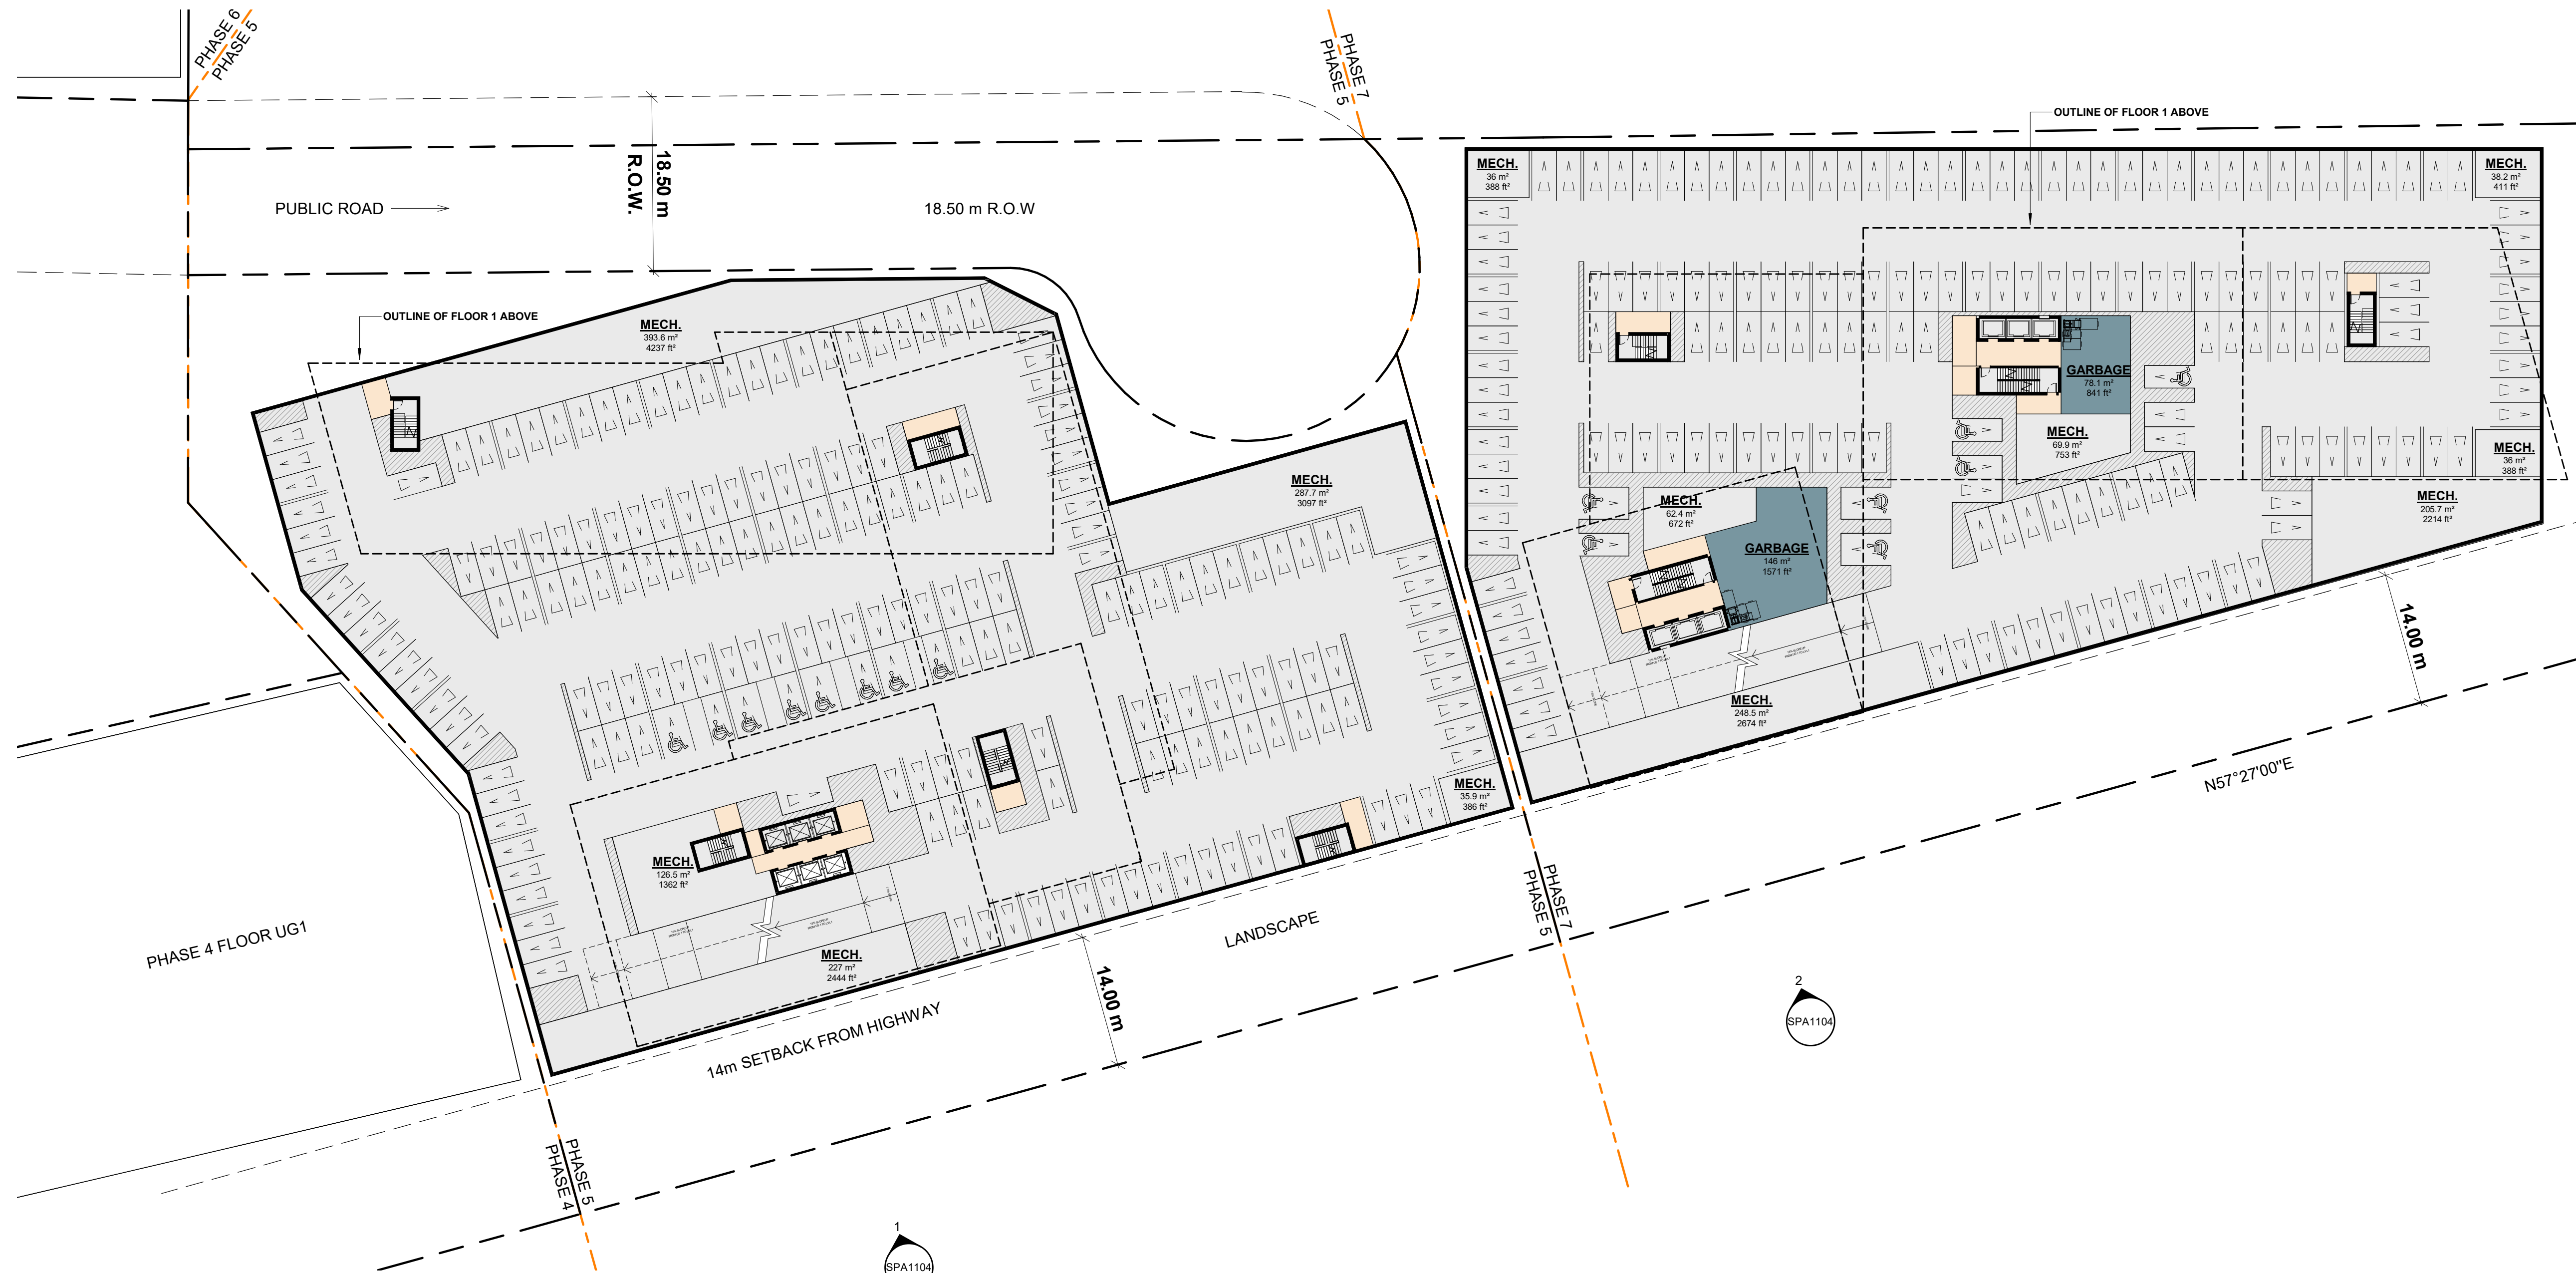 PHASE 6
PHASE 5
PHASE 7
PHASE 5
OUTLINE OF FLOOR 1 ABOVE
18.50 m
R.O.W.
PUBLIC ROAD
18.50 m R.O.W
MECH.
36 m²
388 ft²
MECH.
38.2 m²
411 ft²
OUTLINE OF FLOOR 1 ABOVE
MECH.
393.6 m²
4237 ft²
GARBAGE
78.1 m²
841 ft²
MECH.
69.9 m²
753 ft²
MECH.
36 m²
388 ft²
MECH.
287.7 m²
3097 ft²
MECH.
62.4 m²
672 ft²
MECH.
205.7 m²
2214 ft²
GARBAGE
146 m²
1571 ft²
14.00 m
MECH.
248.5 m²
2674 ft²
N57°27'00"E
MECH.
35.9 m²
386 ft²
MECH.
126.5 m²
1362 ft²
PHASE 7
PHASE 5
LANDSCAPE
PHASE 4 FLOOR UG1
MECH.
227 m²
2444 ft²
14.00 m
14m SETBACK FROM HIGHWAY
2
SPA1104
PHASE 5
PHASE 4
1
SPA1104